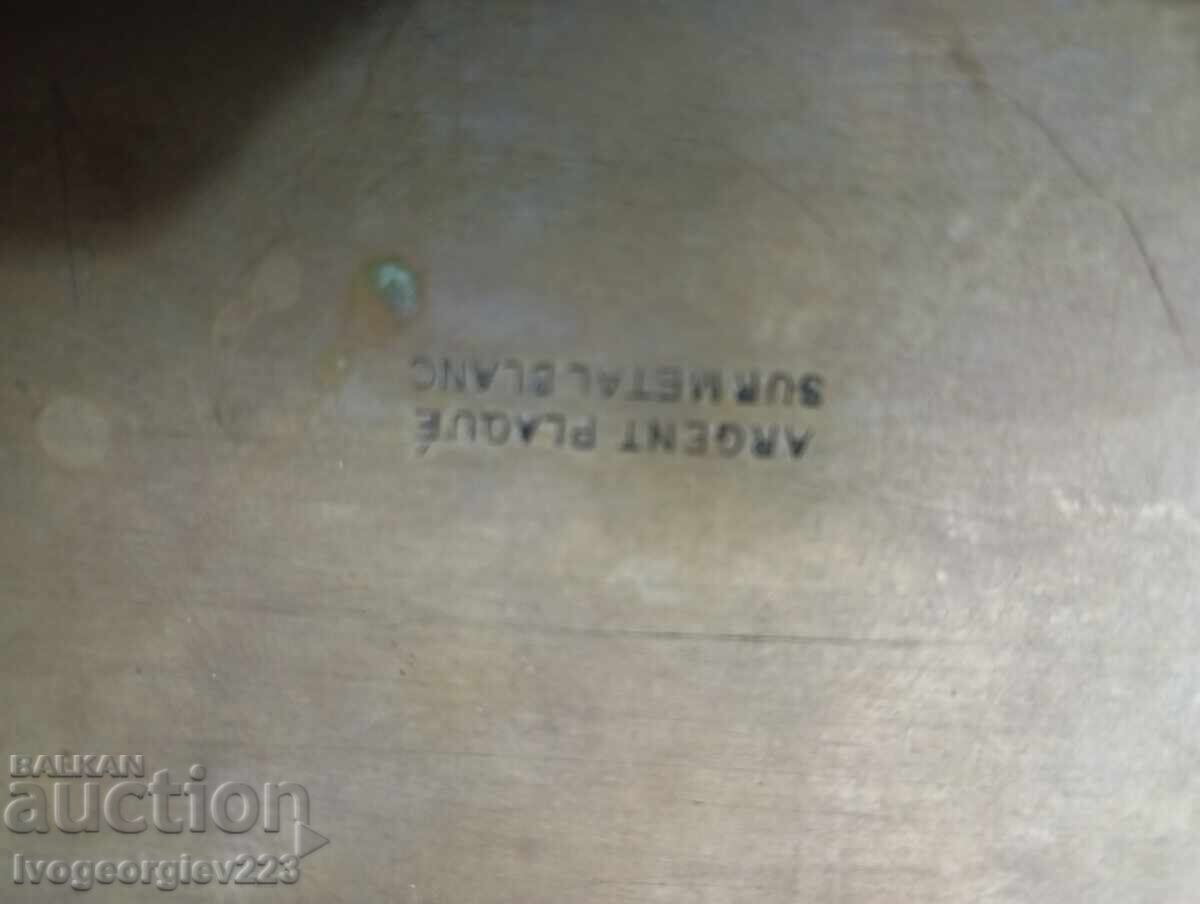 ARGENT PLAQUÉ
SUR METAL BLANC
BALKAN
auction
Ivogeorgiev223